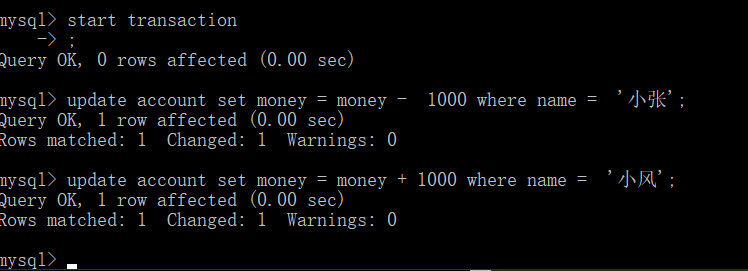 mysql> start transaction
-> ;
Query OK, 0 rows affected (0.00 sec)
mysql> update account set money = money -  1000 where name =  '小张';
Query OK, 1 row affected (0.00 sec)
Rows matched: 1  Changed: 1  Warnings: 0
mysql> update account set money = money + 1000 where name =  '小风';
Query OK, 1 row affected (0.00 sec)
Rows matched: 1  Changed: 1  Warnings: 0
mysql>